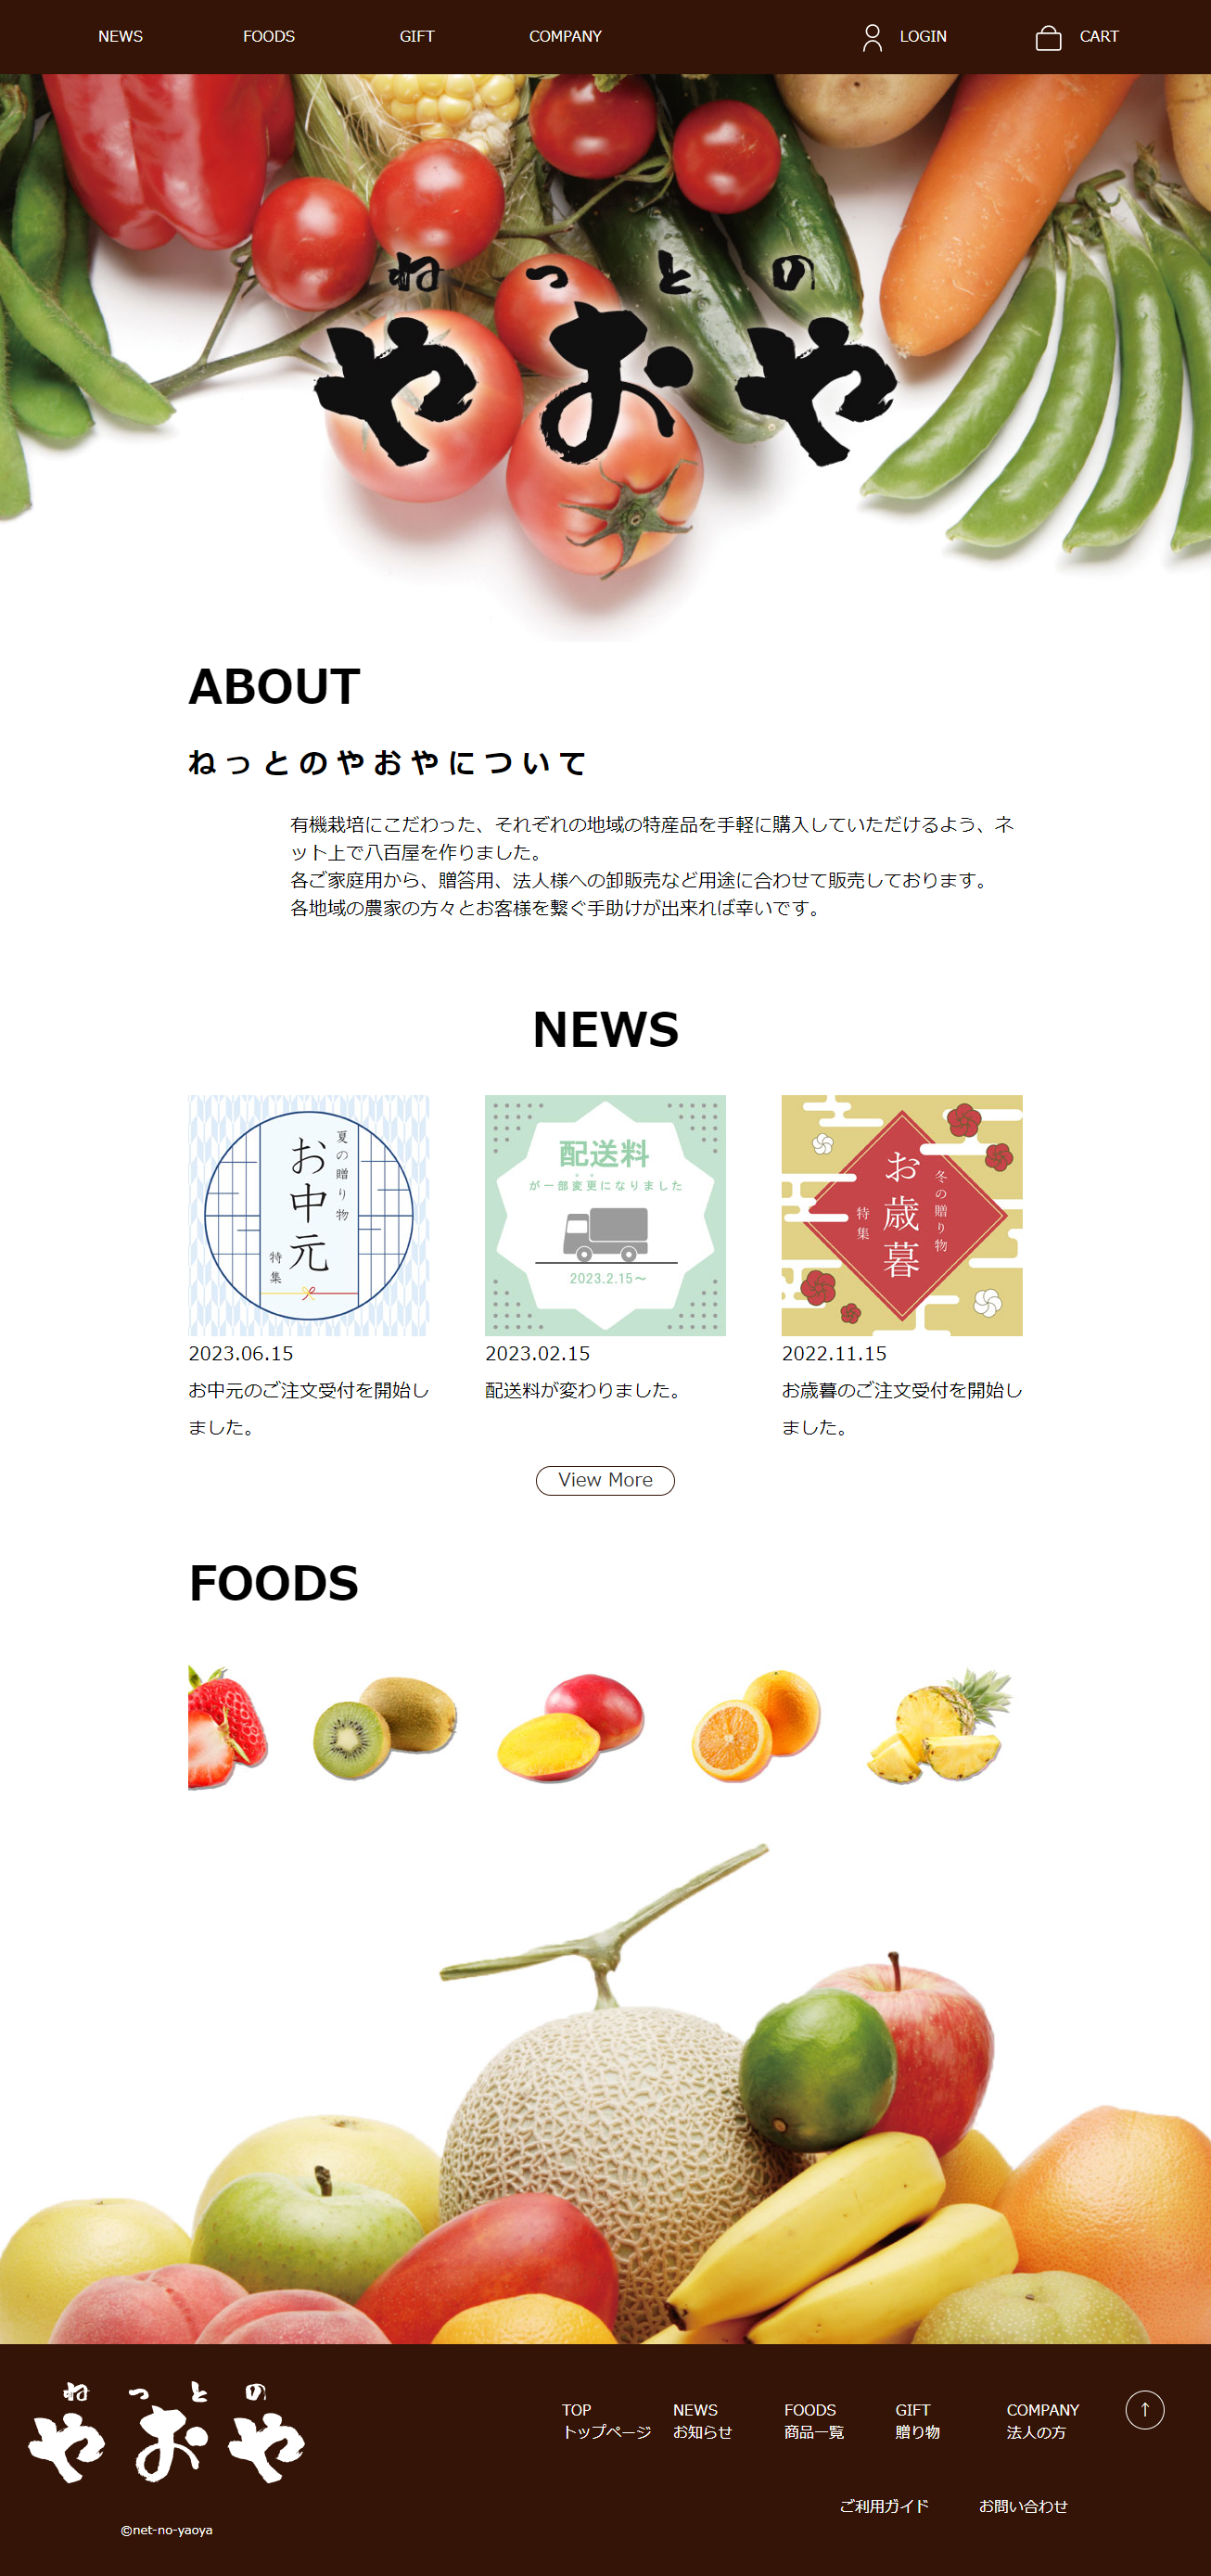 NEWS
FOODS
GIFT
COMPANY
LOGIN
CART
ねっとの
やおや
ABOUT
ねっとのやおやについて
有機栽培にこだわった、それぞれの地域の特産品を手軽に購入していただけるよう、ネ
ット上で八百屋を作りました。
各ご家庭用から、贈答用、法人様への卸販売など用途に合わせて販売しております。
各地域の農家の方々とお客様を繋ぐ手助けが出来れば幸いです。
NEWS
夏の贈り物
お中元
特集
2023.06.15
お中元のご注文受付を開始し
ました。
配送料
が一部変更になりました
2023.2.15〜
2023.02.15
配送料が変わりました。
冬の贈り物
お歳暮
特集
2022.11.15
お歳暮のご注文受付を開始し
ました。
View More
FOODS
ねっとの
やおや
©net-no-yaoya
TOP
トップページ
NEWS
お知らせ
FOODS
商品一覧
GIFT
贈り物
COMPANY
法人の方
↑
ご利用ガイド
お問い合わせ